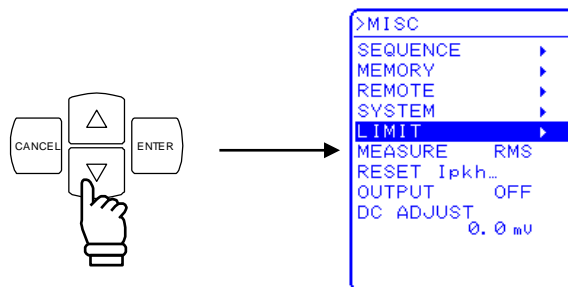 CANCEL
ENTER
>MISC
SEQUENCE
MEMORY
REMOTE
SYSTEM
LIMIT
MEASURE RMS
RESET Ipkh…
OUTPUT OFF
DC ADJUST
0.0 mV